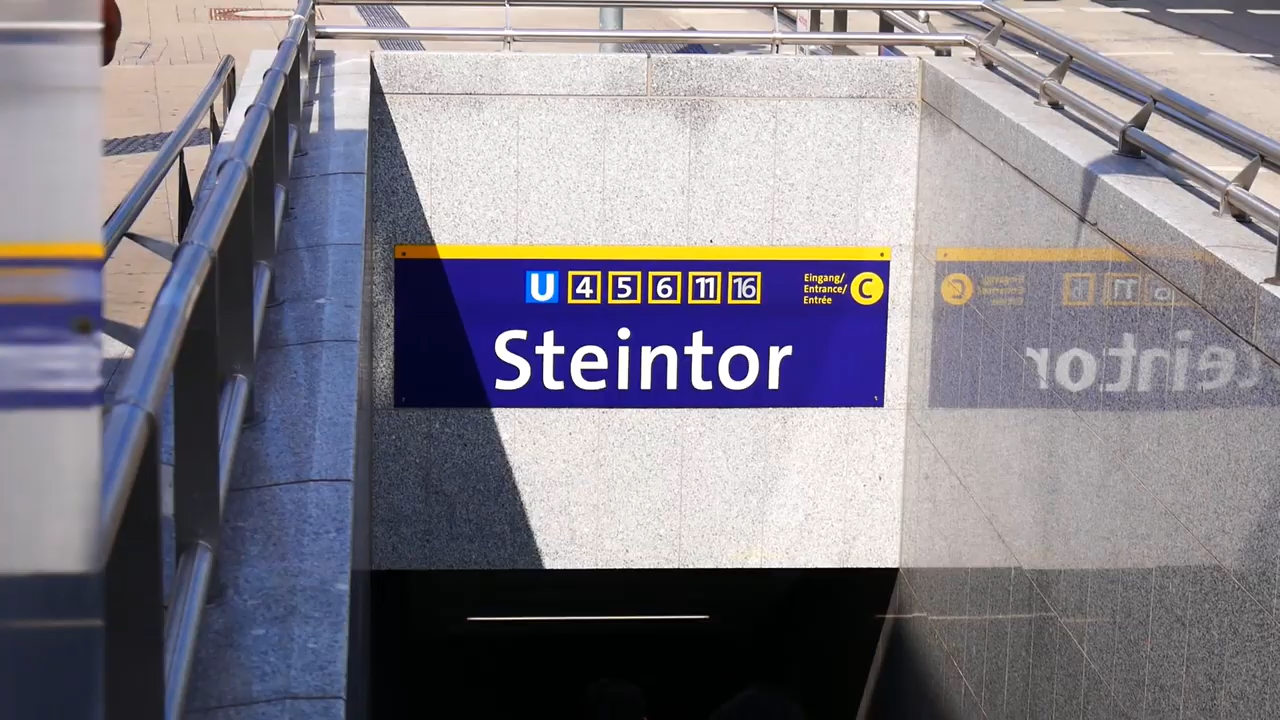 U 4 5 6 11 16
Eingang/
Entrance/
Entrée
C
Steintor